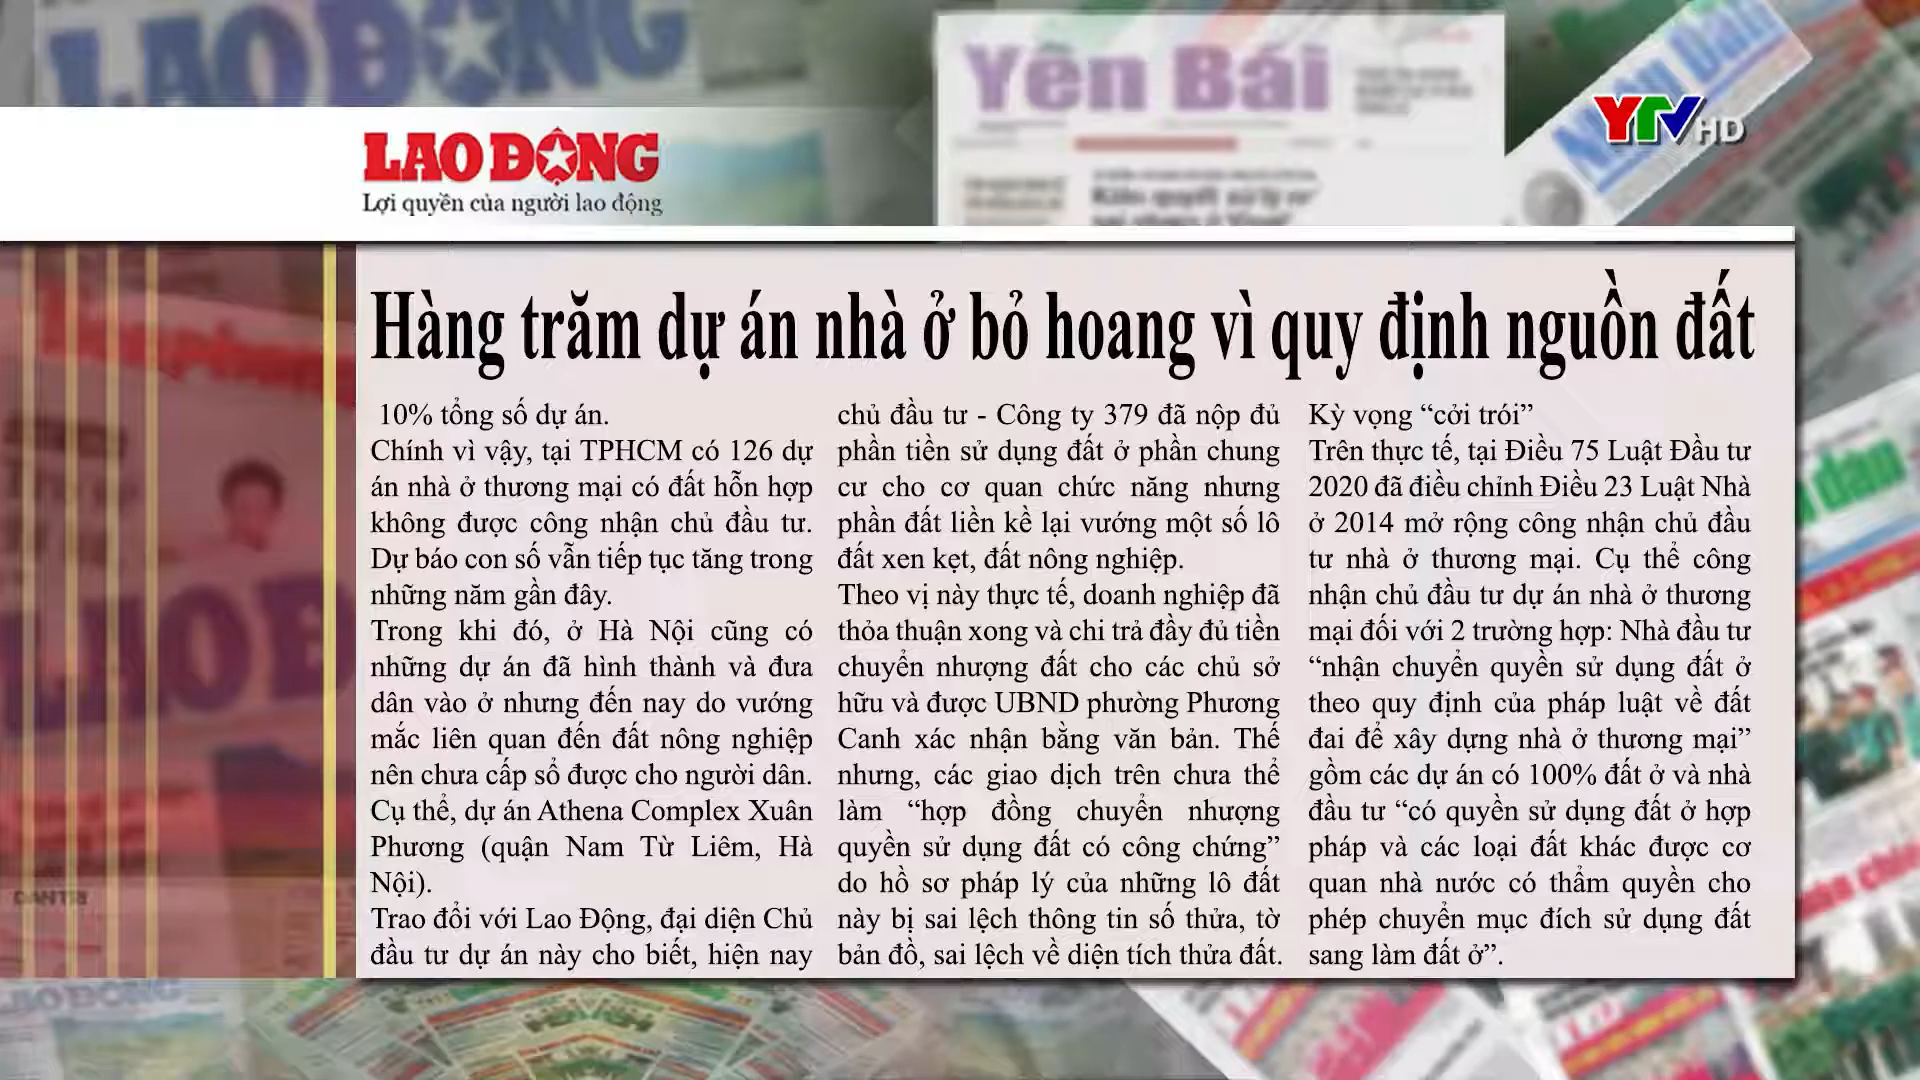 LAO ĐỘNG
Yên Bái
Nhân Dân
YTV HD
LAO ĐỘNG
Lợi quyền của người lao động
Hàng trăm dự án nhà ở bỏ hoang vì quy định nguồn đất
10% tổng số dự án.
Chính vì vậy, tại TPHCM có 126 dự
án nhà ở thương mại có đất hỗn hợp
không được công nhận chủ đầu tư.
Dự báo con số vẫn tiếp tục tăng trong
những năm gần đây.
Trong khi đó, ở Hà Nội cũng có
những dự án đã hình thành và đưa
dân vào ở nhưng đến nay do vướng
mắc liên quan đến đất nông nghiệp
nên chưa cấp sổ được cho người dân.
Cụ thể, dự án Athena Complex Xuân
Phương (quận Nam Từ Liêm, Hà
Nội).
Trao đổi với Lao Động, đại diện Chủ
đầu tư dự án này cho biết, hiện nay
chủ đầu tư - Công ty 379 đã nộp đủ
phần tiền sử dụng đất ở phần chung
cư cho cơ quan chức năng nhưng
phần đất liền kề lại vướng một số lô
đất xen kẹt, đất nông nghiệp.
Theo vị này thực tế, doanh nghiệp đã
thỏa thuận xong và chi trả đầy đủ tiền
chuyển nhượng đất cho các chủ sở
hữu và được UBND phường Phương
Canh xác nhận bằng văn bản. Thế
nhưng, các giao dịch trên chưa thể
làm “hợp đồng chuyển nhượng
quyền sử dụng đất có công chứng”
do hồ sơ pháp lý của những lô đất
này bị sai lệch thông tin số thửa, tờ
bản đồ, sai lệch về diện tích thửa đất.
Kỳ vọng “cởi trói”
Trên thực tế, tại Điều 75 Luật Đầu tư
2020 đã điều chỉnh Điều 23 Luật Nhà
ở 2014 mở rộng công nhận chủ đầu
tư nhà ở thương mại. Cụ thể công
nhận chủ đầu tư dự án nhà ở thương
mại đối với 2 trường hợp: Nhà đầu tư
“nhận chuyển quyền sử dụng đất ở
theo quy định của pháp luật về đất
đai để xây dựng nhà ở thương mại”
gồm các dự án có 100% đất ở và nhà
đầu tư “có quyền sử dụng đất ở hợp
pháp và các loại đất khác được cơ
quan nhà nước có thẩm quyền cho
phép chuyển mục đích sử dụng đất
sang làm đất ở”.